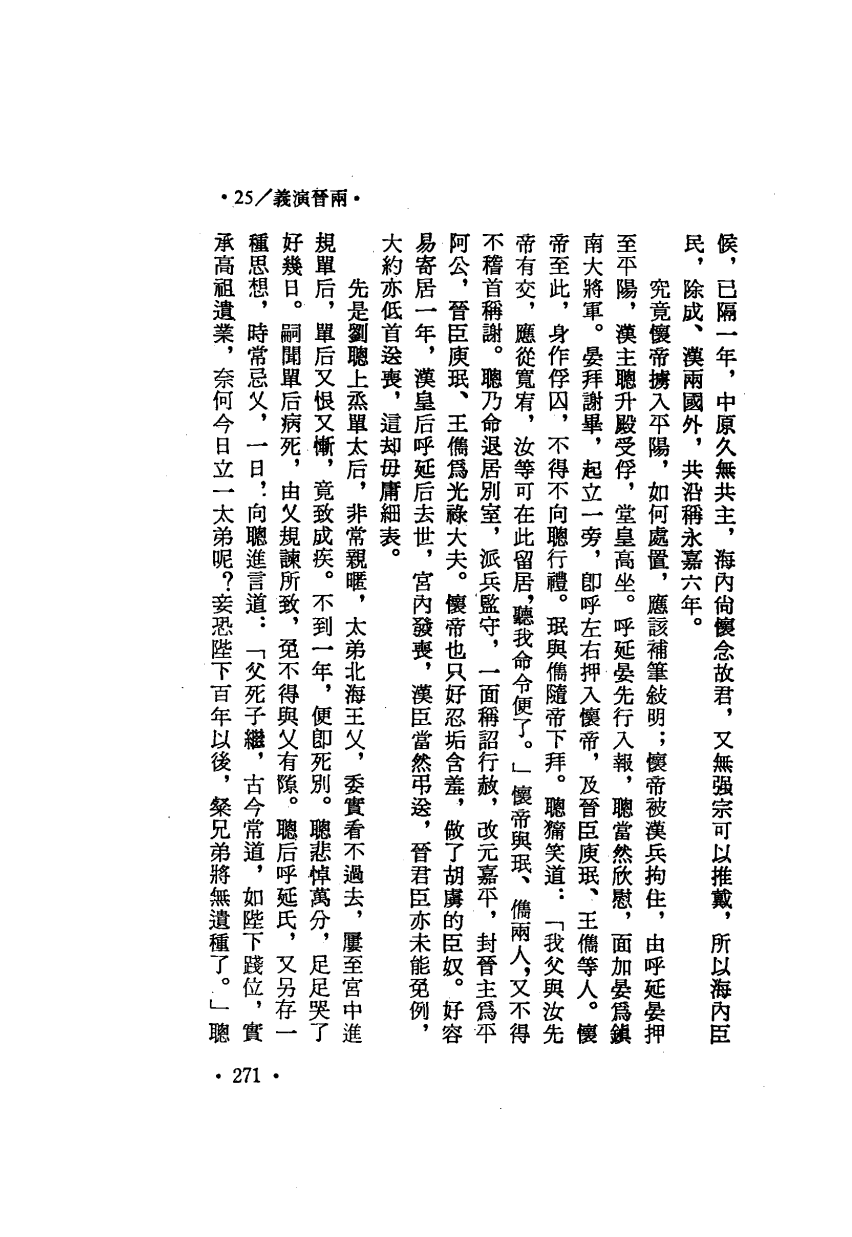 •25/義演晉兩•
候，已隔一年，中原久無共主，海內尙懷念故君，又無强宗可以推戴，所以海內臣
民，除成、漢兩國外，共沿稱永嘉六年。
究竟懷帝擄入平陽，如何處置，應該補筆敍明；懷帝被漢兵拘住，由呼延晏押
至平陽，漢主聰升殿受俘，堂皇高坐。呼延晏先行入報，聰當然欣慰，面加晏爲鎭
南大將軍。晏拜謝畢，起立一旁，卽呼左右押入懷帝，及晉臣庾珉、王儁等人。懷
帝至此，身作俘囚，不得不向聰行禮。珉與儁隨帝下拜。聰獰笑道：「我父與汝先
帝有交，應從寬宥，汝等可在此留居，聽我命令便了。」懷帝與珉、儁兩人，又不得
不稽首稱謝。聰乃命退居別室，派兵監守，一面稱詔行赦，改元嘉平，封晉主爲平
阿公，晉臣庾珉、王儁爲光祿大夫。懷帝也只好忍垢含羞，做了胡虜的臣奴。好容
易寄居一年，漢皇后呼延后去世，宮內發喪，漢臣當然弔送，晉君臣亦未能免例，
大約亦低首送喪，這却毋庸細表。
先是劉聰上烝單太后，非常親暱，太弟北海王乂，委實看不過去，屢至宮中進
規單后，單后又恨又慚，竟致成疾。不到一年，便卽死別。聰悲悼萬分，足足哭了
好幾日。嗣聞單后病死，由乂規諫所致，免不得與乂有隙。聰后呼延氏，又另存一
種思想，時常忌乂，一日，向聰進言道：「父死子繼，古今常道，如陛下踐位，實
承高祖遺業，奈何今日立一太弟呢？妾恐陛下百年以後，粲兄弟將無遺種了。」聰
•271•